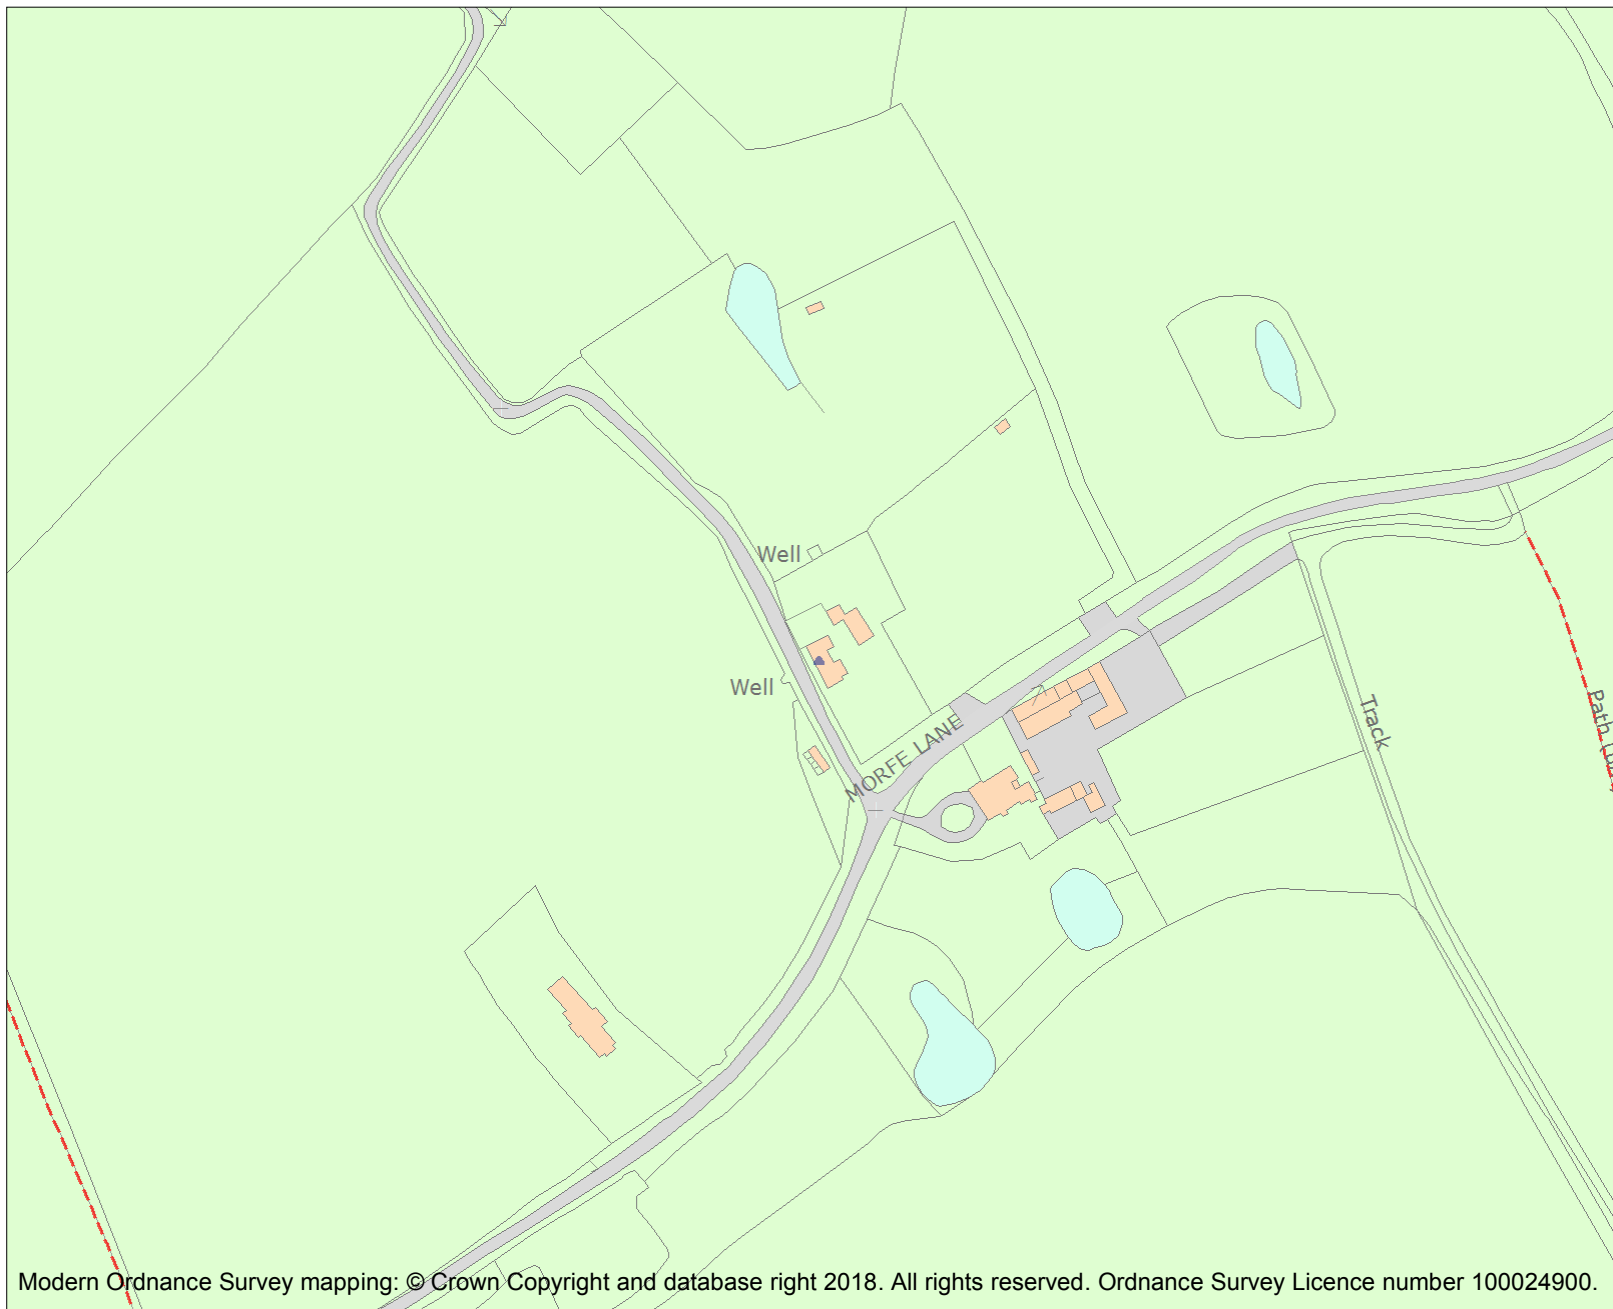 Well
Well
MORFE LANE
Track
Path
Modern Ordnance Survey mapping: © Crown Copyright and database right 2018. All rights reserved. Ordnance Survey Licence number 100024900.